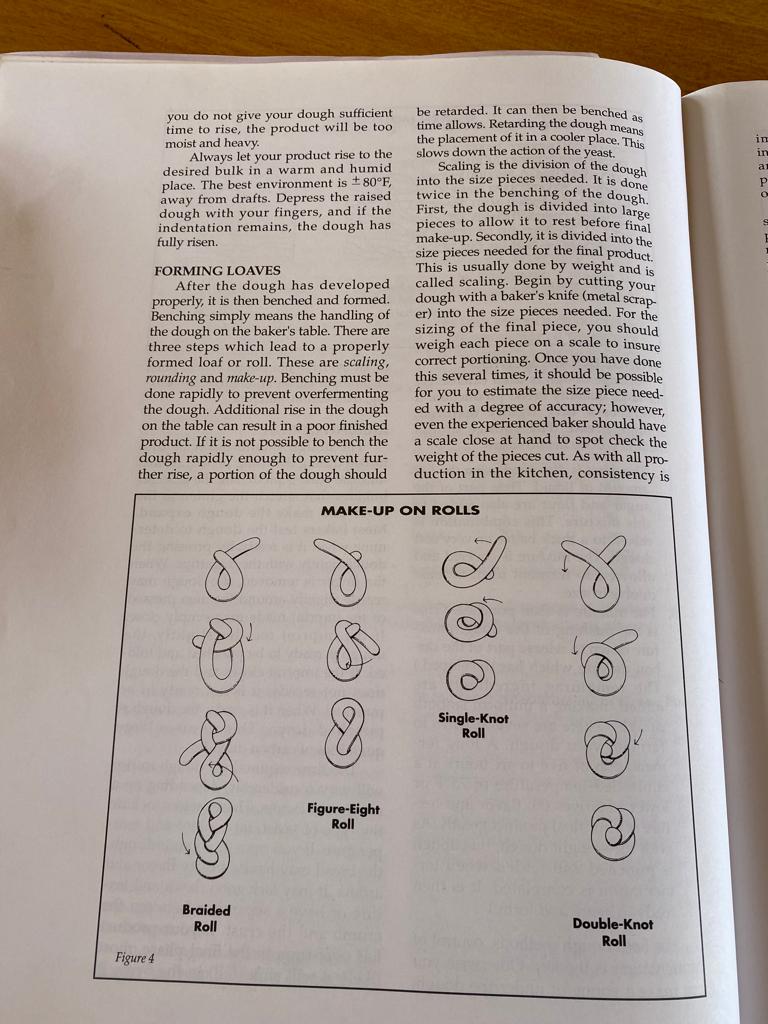 you do not give your dough sufficient
time to rise, the product will be too
moist and heavy.
Always let your product rise to the
desired bulk in a warm and humid
place. The best environment is ±80°F,
away from drafts. Depress the raised
dough with your fingers, and if the
indentation remains, the dough has
fully risen.
FORMING LOAVES
After the dough has developed
properly, it is then benched and formed.
Benching simply means the handling of
the dough on the baker's table. There are
three steps which lead to a properly
formed loaf or roll. These are scaling,
rounding and make-up. Benching must be
done rapidly to prevent overfermenting
the dough. Additional rise in the dough
on the table can result in a poor finished
product. If it is not possible to bench the
dough rapidly enough to prevent fur-
ther rise, a portion of the dough should
be retarded. It can then be benched as
time allows. Retarding the dough means
the placement of it in a cooler place. This
slows down the action of the yeast.
Scaling is the division of the dough
into the size pieces needed. It is done
twice in the benching of the dough.
First, the dough is divided into large
pieces to allow it to rest before final
make-up. Secondly, it is divided into the
size pieces needed for the final product.
This is usually done by weight and is
called scaling. Begin by cutting your
dough with a baker's knife (metal scrap-
er) into the size pieces needed. For the
sizing of the final piece, you should
weigh each piece on a scale to insure
correct portioning. Once you have done
this several times, it should be possible
for you to estimate the size piece need-
ed with a degree of accuracy; however,
even the experienced baker should have
a scale close at hand to spot check the
weight of the pieces cut. As with all pro-
duction in the kitchen, consistency is
MAKE-UP ON ROLLS
Single-Knot
Roll
Figure-Eight
Roll
Braided
Roll
Double-Knot
Roll
Figure 4